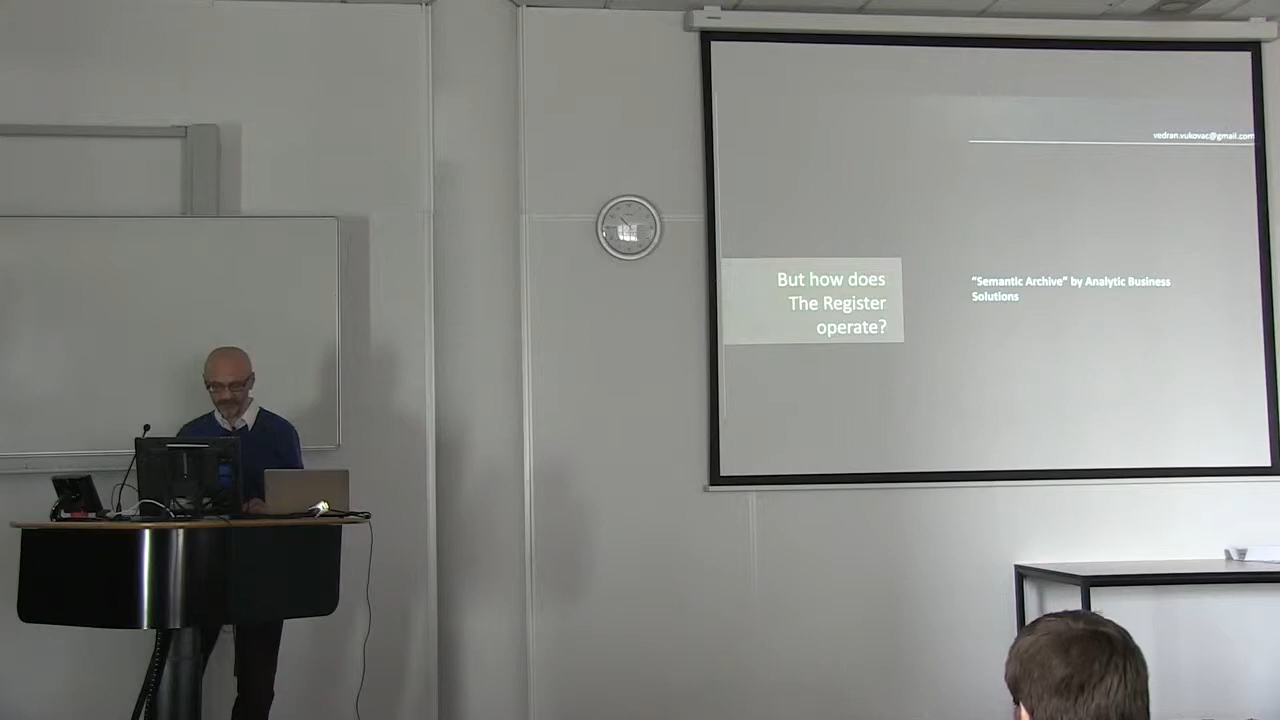 vedran.vukovac@gmail.com
But how does
The Register
operate?
“Semantic Archive” by Analytic Business
Solutions